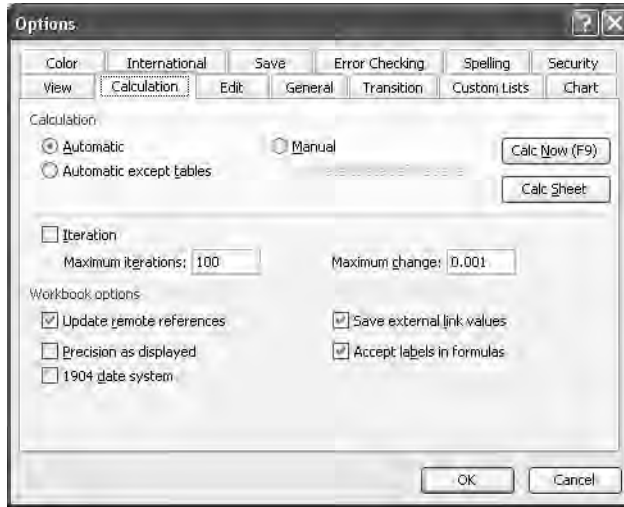 Options
Color International Save Error Checking Spelling Security
View Calculation Edit General Transition Custom Lists Chart
Calculation
Automatic Manual Calc Now (F9)
Automatic except tables
Calc Sheet
Iteration
Maximum iterations: 100 Maximum change: 0.001
Workbook options
Update remote references Save external link values
Precision as displayed Accept labels in formulas
1904 date system
OK Cancel